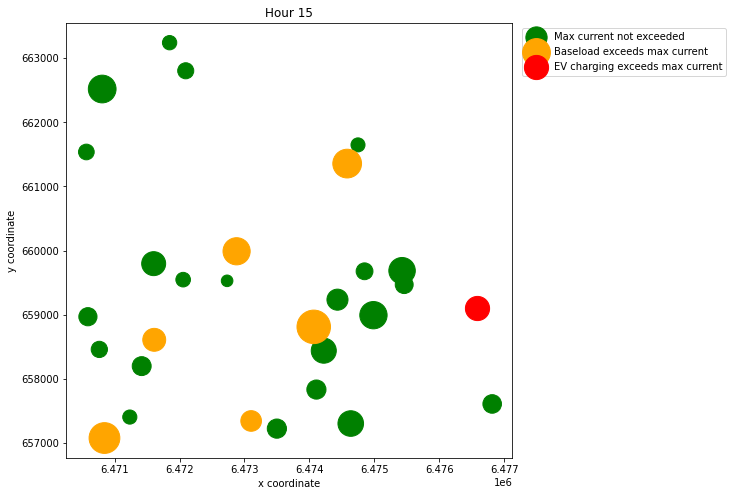 Hour 15
Max current not exceeded
Baseload exceeds max current
EV charging exceeds max current
663000
662000
661000
660000
659000
658000
657000
y coordinate
6.471 6.472 6.473 6.474 6.475 6.476 6.477
1e6
x coordinate